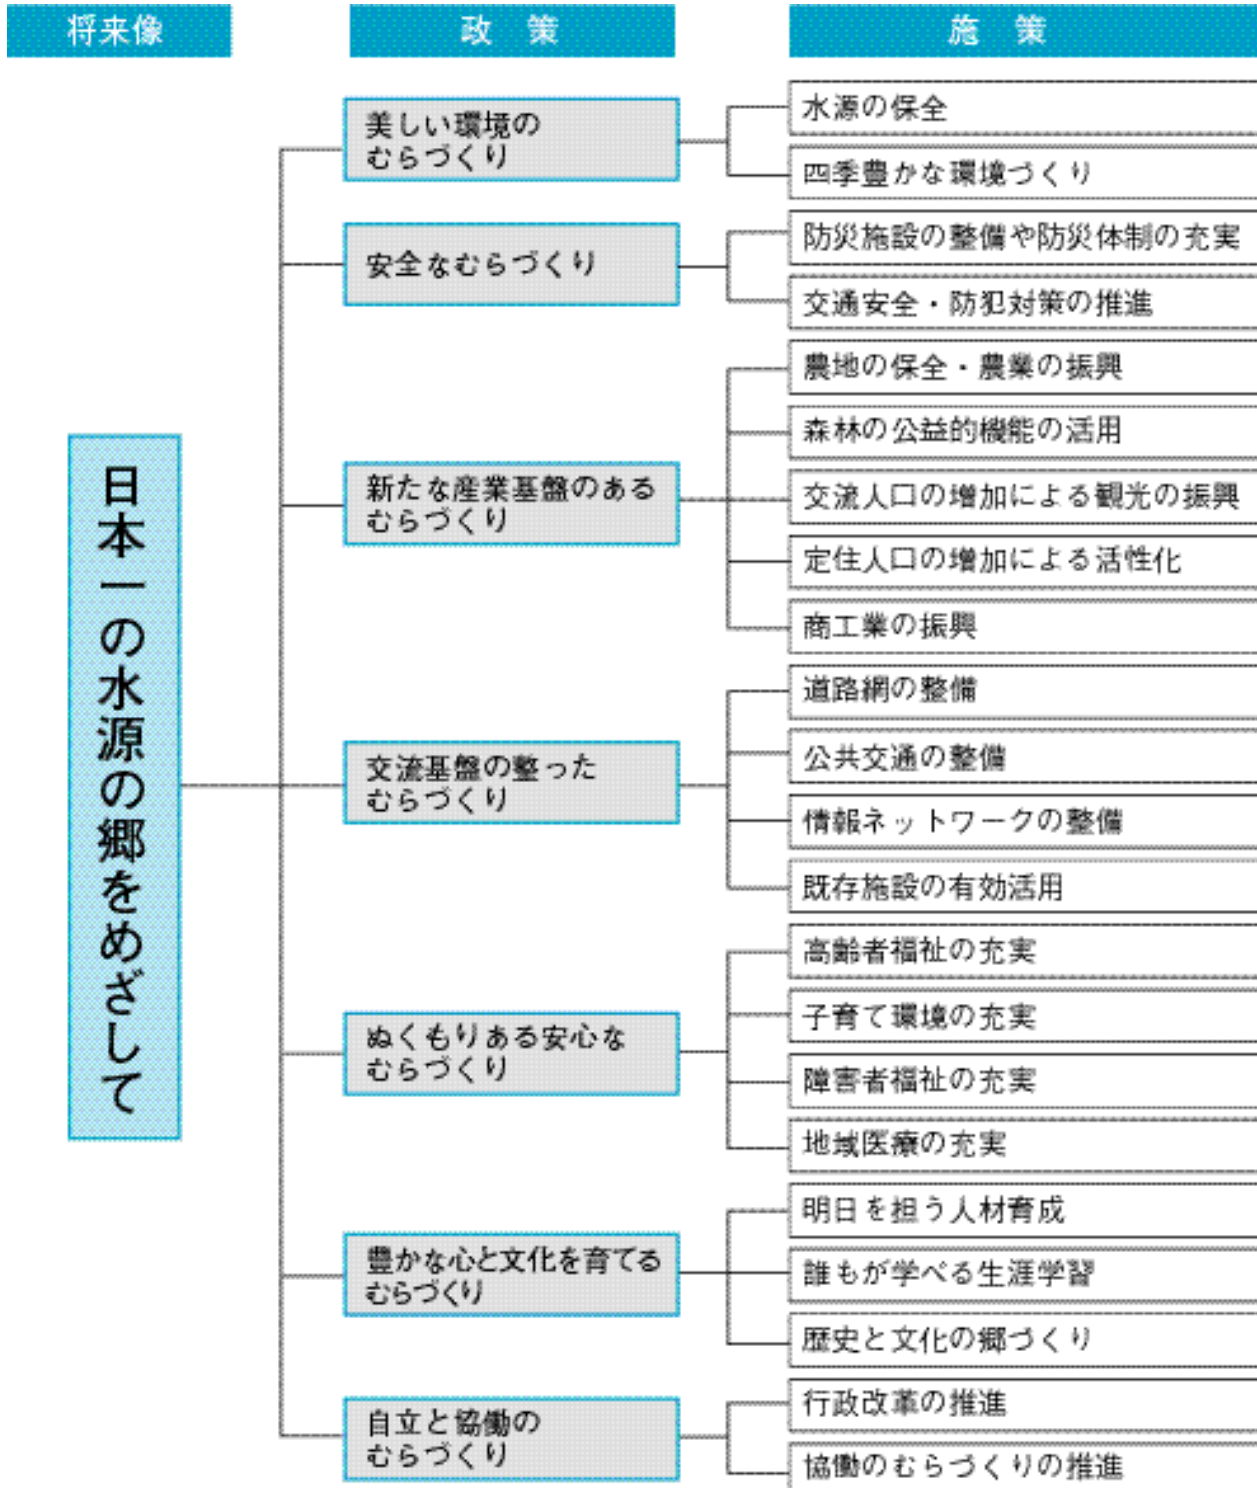 将来像
政策
施策
日本一の水源の郷をめざして
美しい環境の
むらづくり
水源の保全
四季豊かな環境づくり
安全なむらづくり
防災施設の整備や防災体制の充実
交通安全・防犯対策の推進
新たな産業基盤のある
むらづくり
農地の保全・農業の振興
森林の公益的機能の活用
交流人口の増加による観光の振興
定住人口の増加による活性化
商工業の振興
交流基盤の整った
むらづくり
道路網の整備
公共交通の整備
情報ネットワークの整備
既存施設の有効活用
ぬくもりある安心な
むらづくり
高齢者福祉の充実
子育て環境の充実
障害者福祉の充実
地域医療の充実
豊かな心と文化を育てる
むらづくり
明日を担う人材育成
誰もが学べる生涯学習
歴史と文化の郷づくり
自立と協働の
むらづくり
行政改革の推進
協働のむらづくりの推進